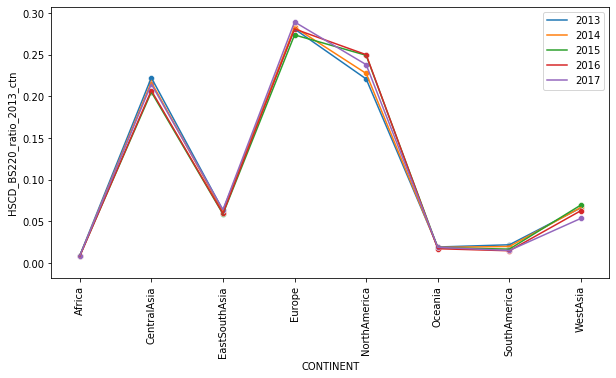 0.30
0.25
0.20
0.15
0.10
0.05
0.00
HSCD_BS220_ratio_2013_ctn
2013
2014
2015
2016
2017
Africa
CentralAsia
EastSouthAsia
Europe
NorthAmerica
Oceania
SouthAmerica
WestAsia
CONTINENT